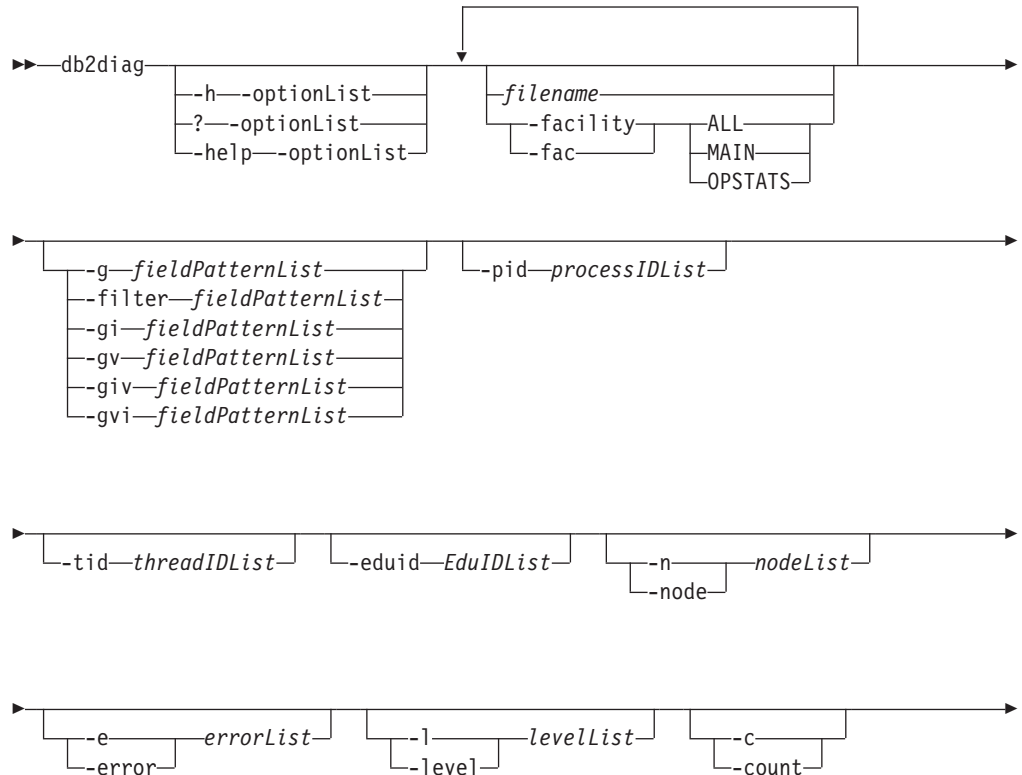 db2diag
-h -optionList
? -optionList
-help -optionList
filename
-facility ALL
-fac MAIN
OPSTATS
-g fieldPatternList -pid processIDList
-filter fieldPatternList
-gi fieldPatternList
-gv fieldPatternList
-giv fieldPatternList
-gvi fieldPatternList
-tid threadIDList -eduid EduIDList -n nodeList
-node
-e errorList -l levelList -c
-error -level -count